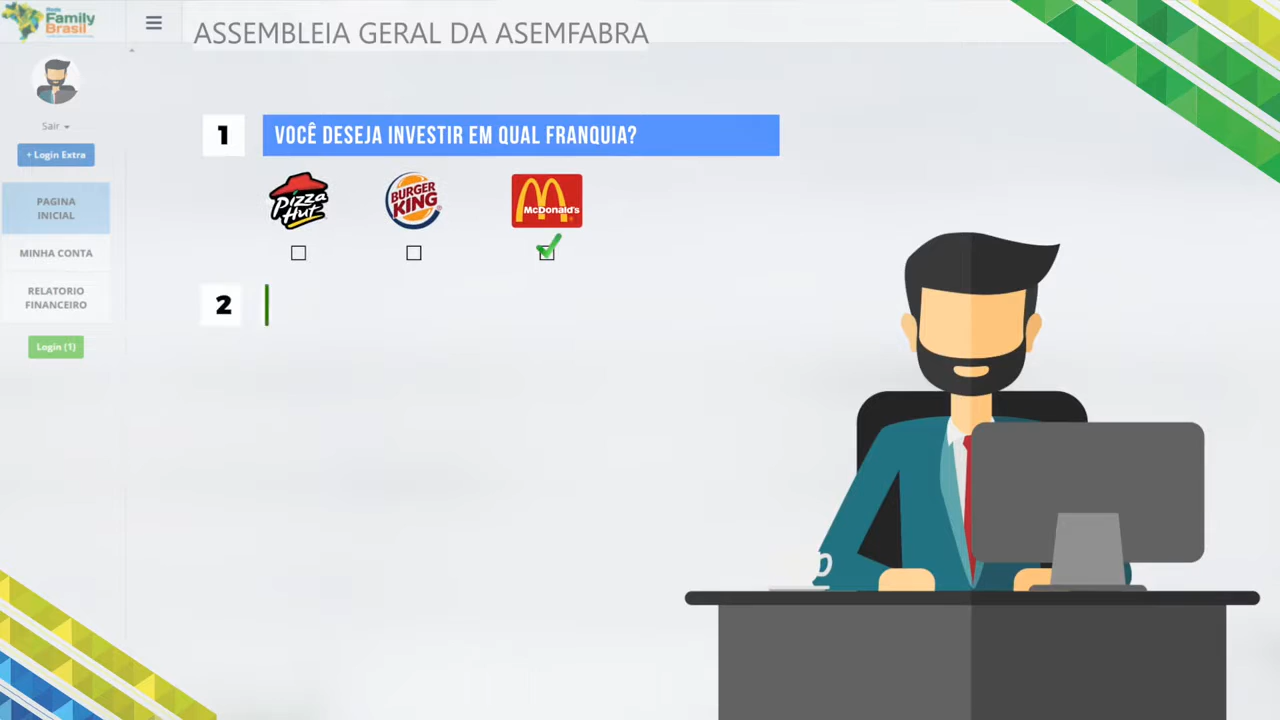 Rede
Family
Brasil
ASSEMBLEIA GERAL DA ASEMFABRA
Sair
+ Login Extra
PAGINA
INICIAL
MINHA CONTA
RELATORIO
FINANCEIRO
Login (1)
1
VOCÊ DESEJA INVESTIR EM QUAL FRANQUIA?
Pizza
Hut
BURGER
KING
McDonald's
2